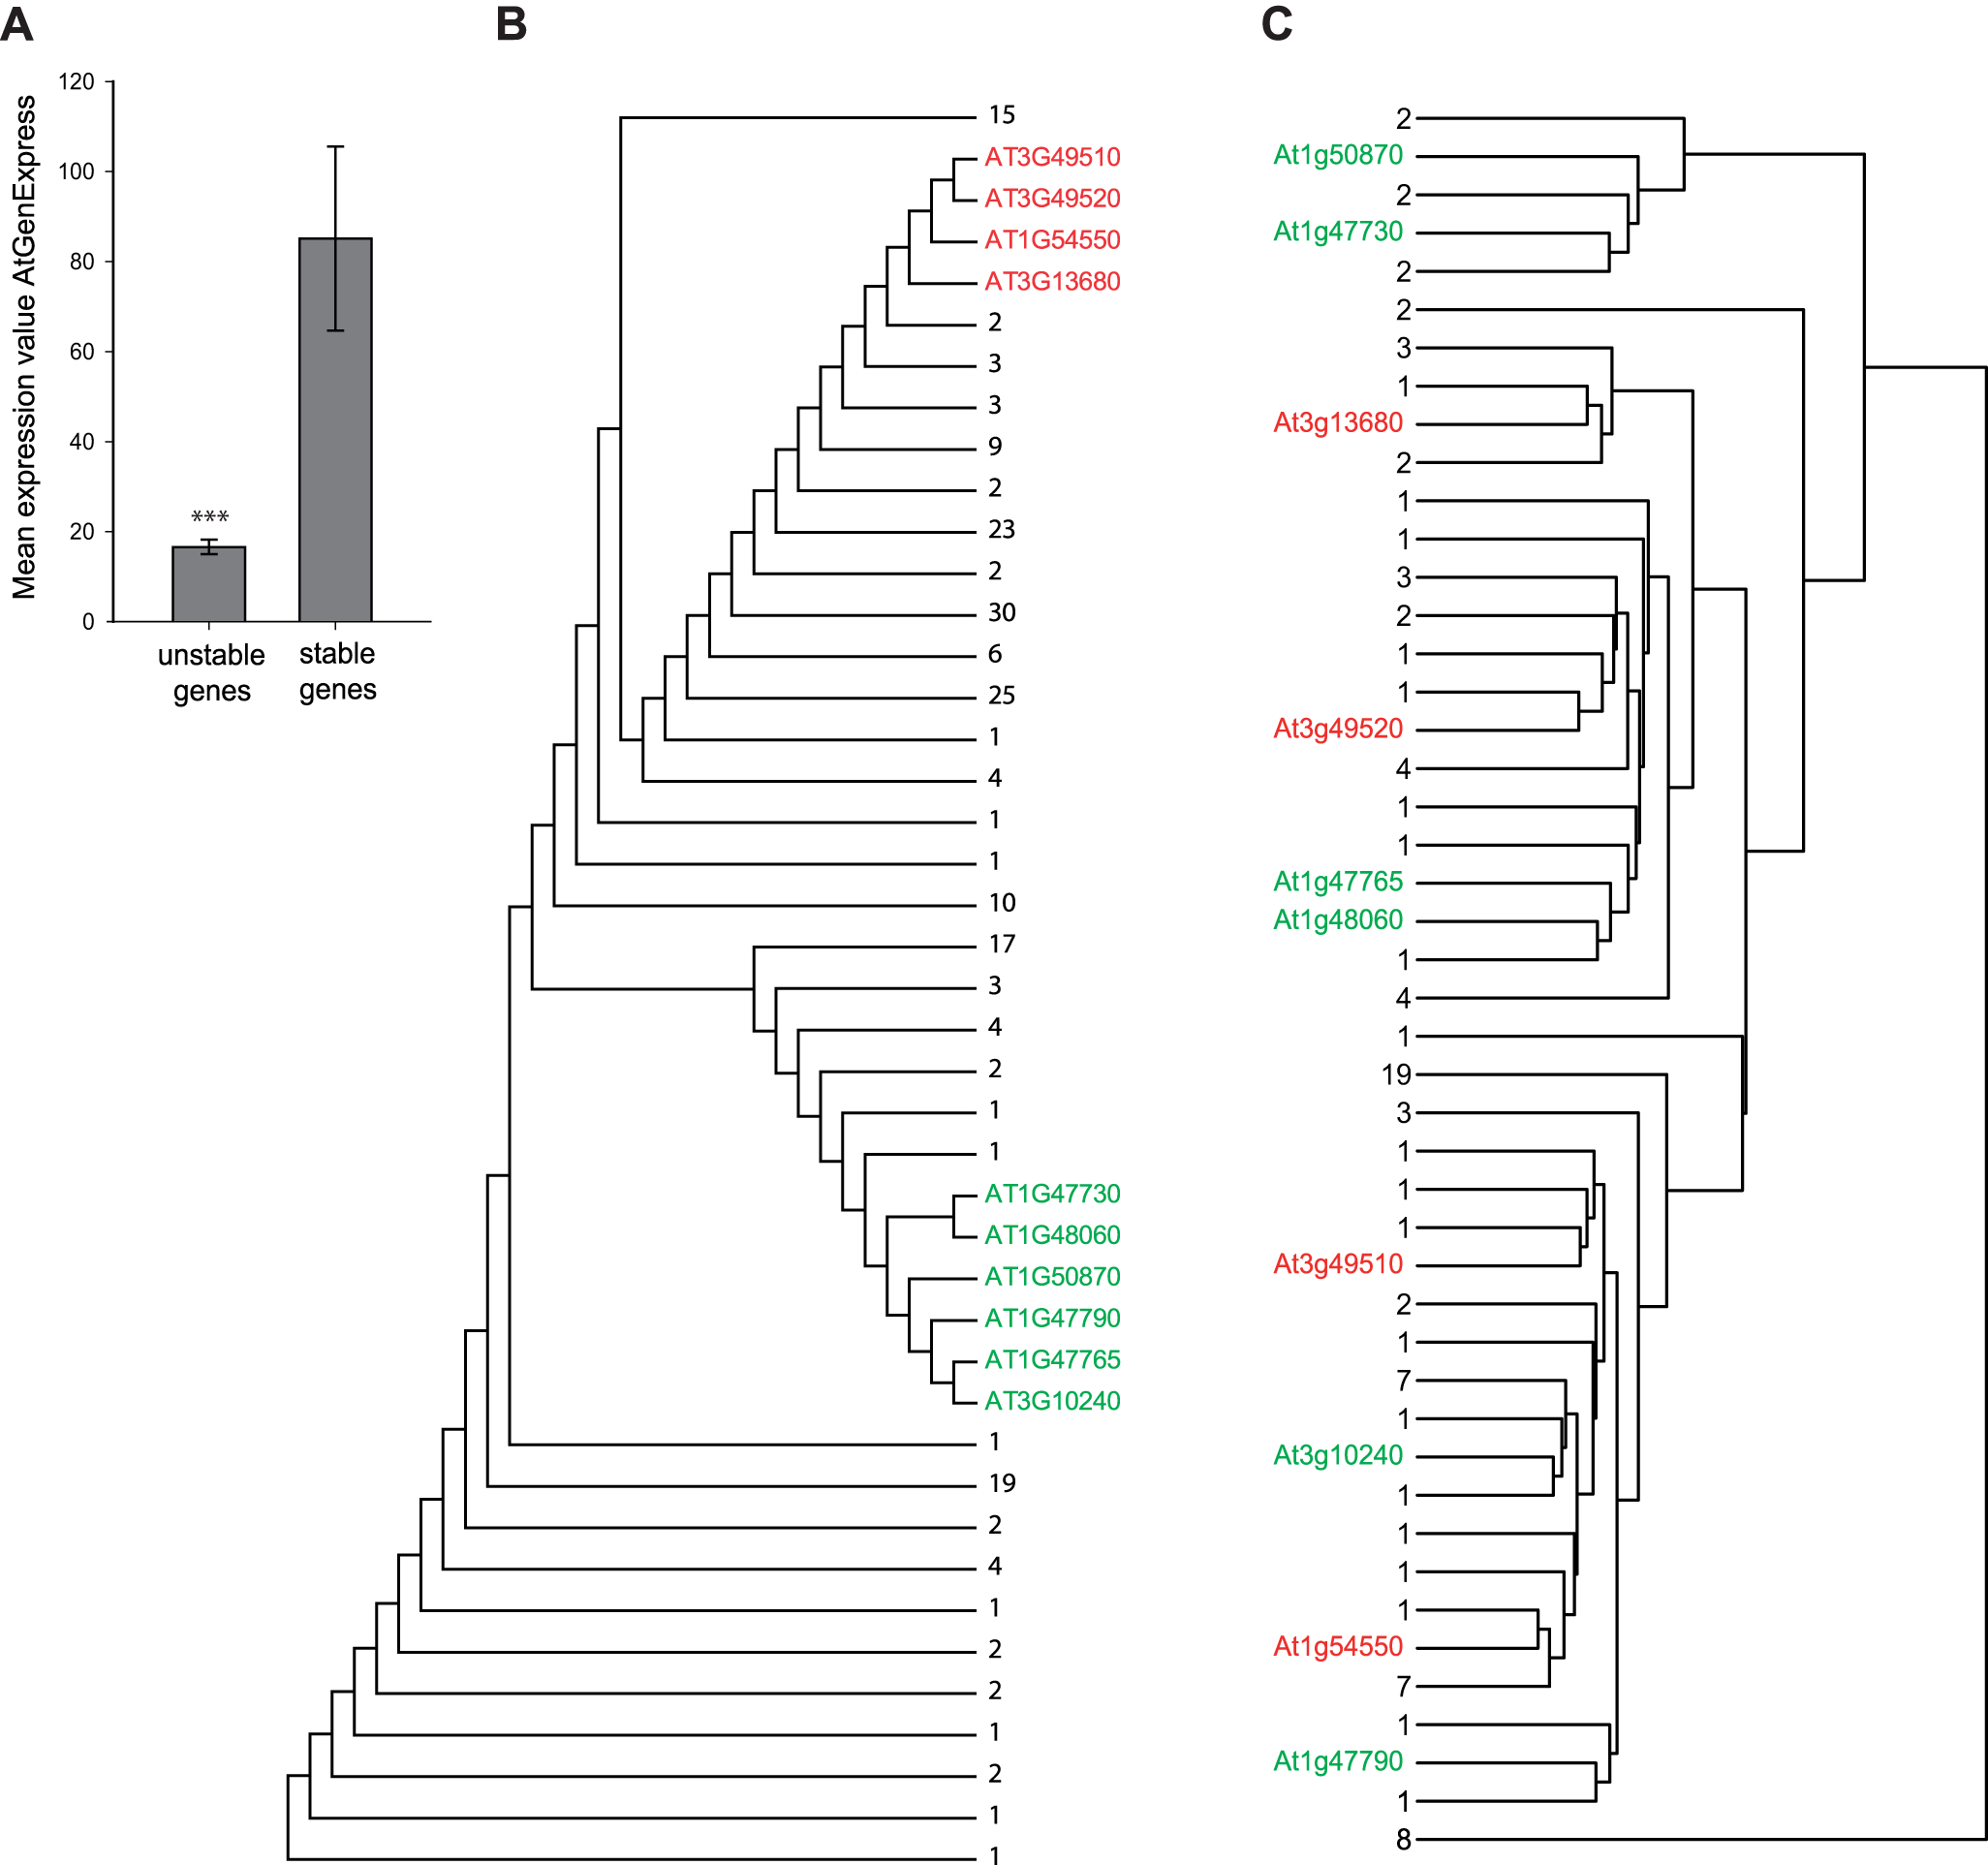 A
B
C
Mean expression value AtGenExpress
120
100
80
60
40
20
0
***
unstable genes
stable genes
15
AT3G49510
AT3G49520
AT1G54550
AT3G13680
2
3
3
9
2
23
2
30
6
25
1
4
1
1
10
17
3
4
2
1
1
AT1G47730
AT1G48060
AT1G50870
AT1G47790
AT1G47765
AT3G10240
1
19
2
4
1
2
2
1
2
1
1
2
At1g50870
2
At1g47730
2
2
3
1
At3g13680
2
1
1
3
2
1
1
At3g49520
4
1
1
At1g47765
At1g48060
1
4
1
19
3
1
1
1
At3g49510
2
1
7
1
At3g10240
1
1
1
1
At1g54550
7
1
At1g47790
1
8